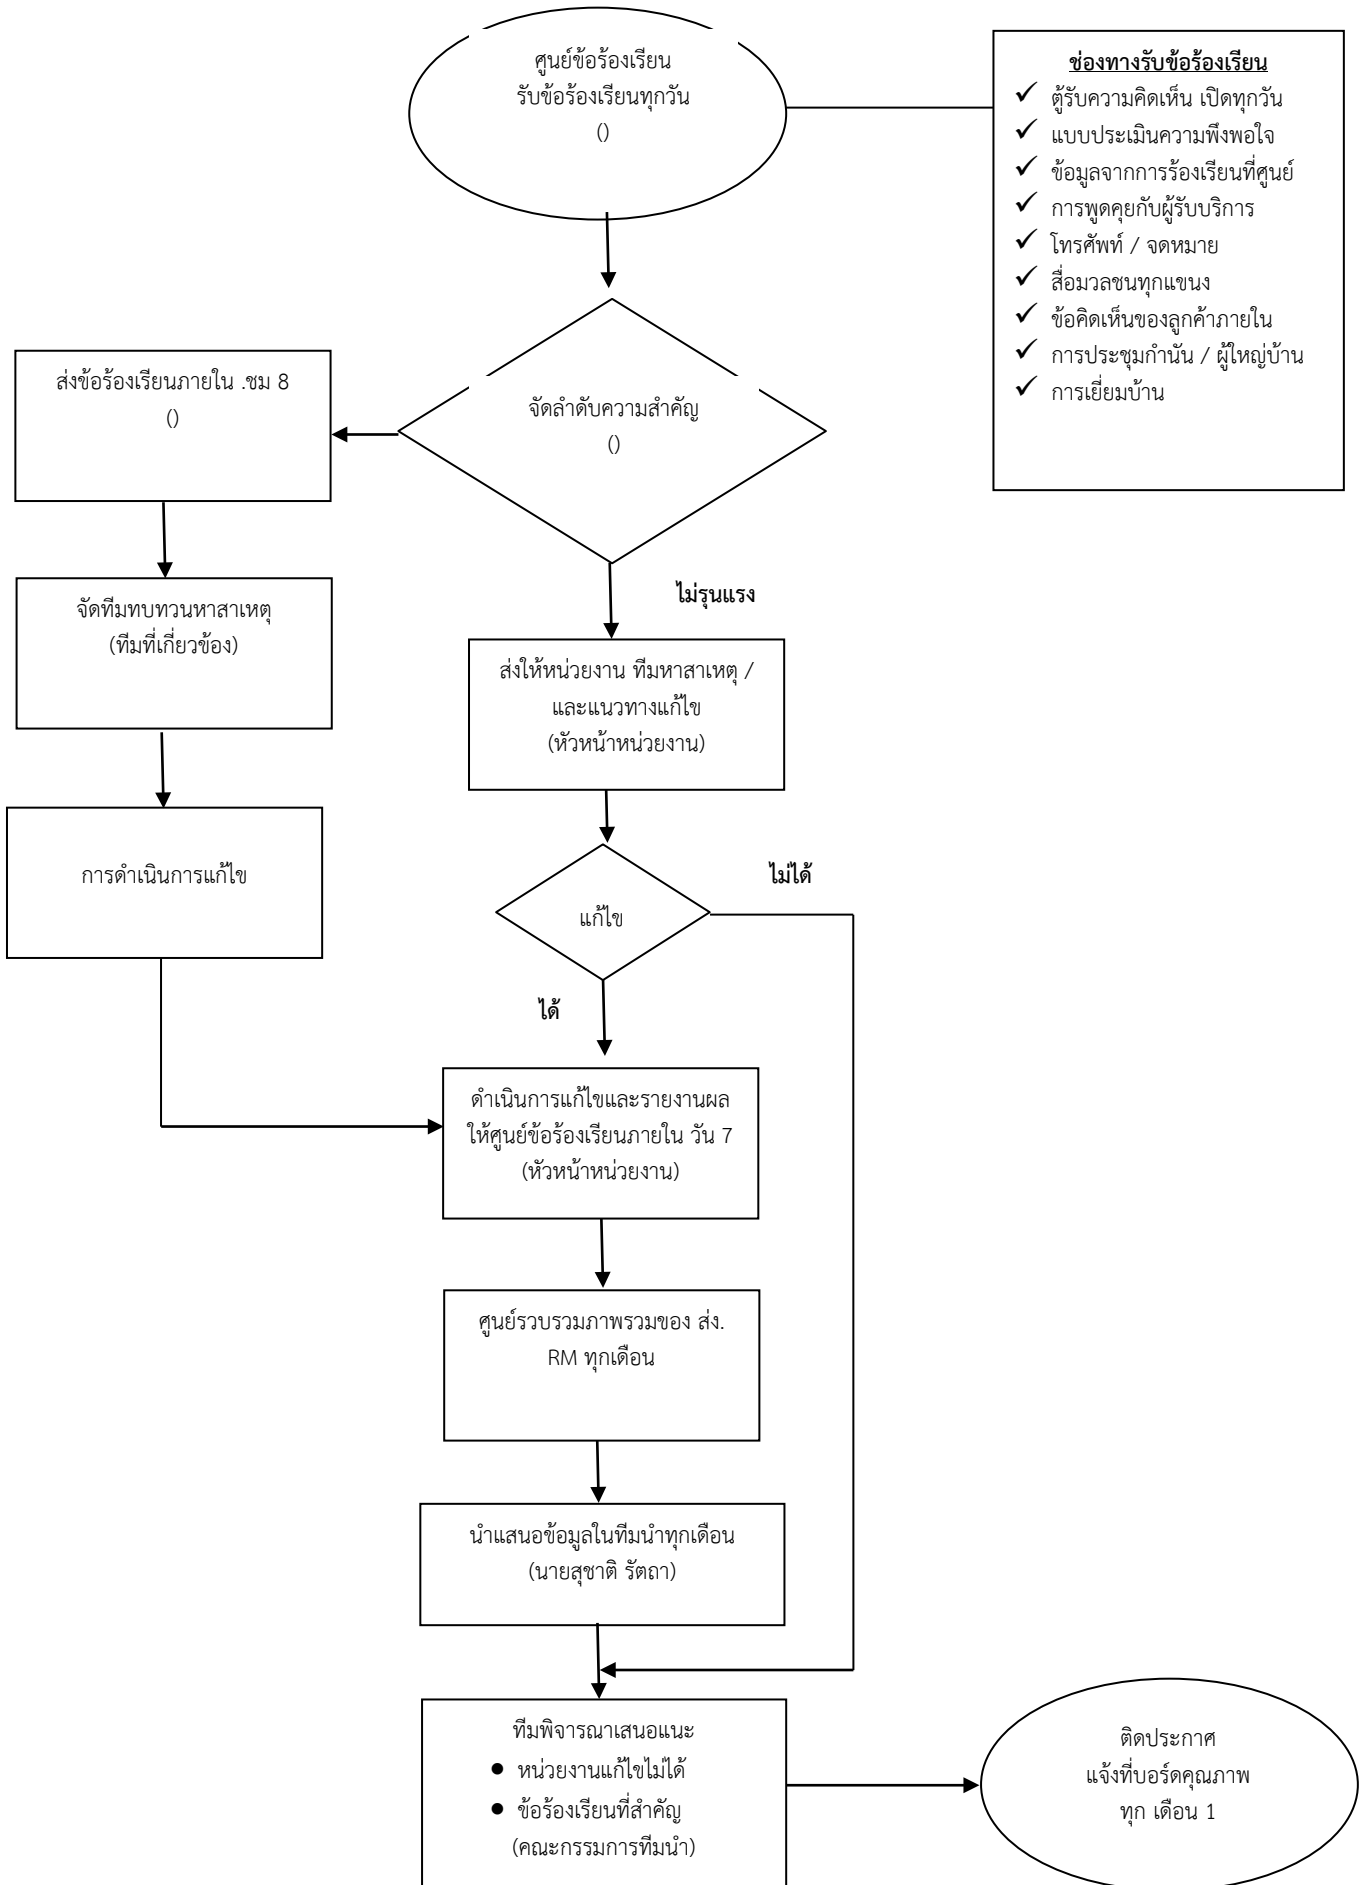 ศูนย์ข้อร้องเรียน
รับข้อร้องเรียนทุกวัน
()
ช่องทางรับข้อร้องเรียน
✓ ตู้รับความคิดเห็น เปิดทุกวัน
✓ แบบประเมินความพึงพอใจ
✓ ข้อมูลจากการร้องเรียนที่ศูนย์
✓ การพูดคุยกับผู้รับบริการ
✓ โทรศัพท์ / จดหมาย
✓ สื่อมวลชนทุกแขนง
✓ ข้อคิดเห็นของลูกค้าภายใน
✓ การประชุมกำนัน / ผู้ใหญ่บ้าน
✓ การเยี่ยมบ้าน
จัดลำดับความสำคัญ
()
ส่งข้อร้องเรียนภายใน .ชม 8
()
จัดทีมทบทวนหาสาเหตุ
(ทีมที่เกี่ยวข้อง)
การดำเนินการแก้ไข
ไม่รุนแรง
ส่งให้หน่วยงาน ทีมหาสาเหตุ /
และแนวทางแก้ไข
(หัวหน้าหน่วยงาน)
แก้ไข
ไม่ได้
ได้
ดำเนินการแก้ไขและรายงานผล
ให้ศูนย์ข้อร้องเรียนภายใน วัน 7
(หัวหน้าหน่วยงาน)
ศูนย์รวบรวมภาพรวมของ ส่ง.
RM ทุกเดือน
นำแสนอข้อมูลในทีมนำทุกเดือน
(นายสุชาติ รัตถา)
ทีมพิจารณาเสนอแนะ
● หน่วยงานแก้ไขไม่ได้
● ข้อร้องเรียนที่สำคัญ
(คณะกรรมการทีมนำ)
ติดประกาศ
แจ้งที่บอร์ดคุณภาพ
ทุก เดือน 1